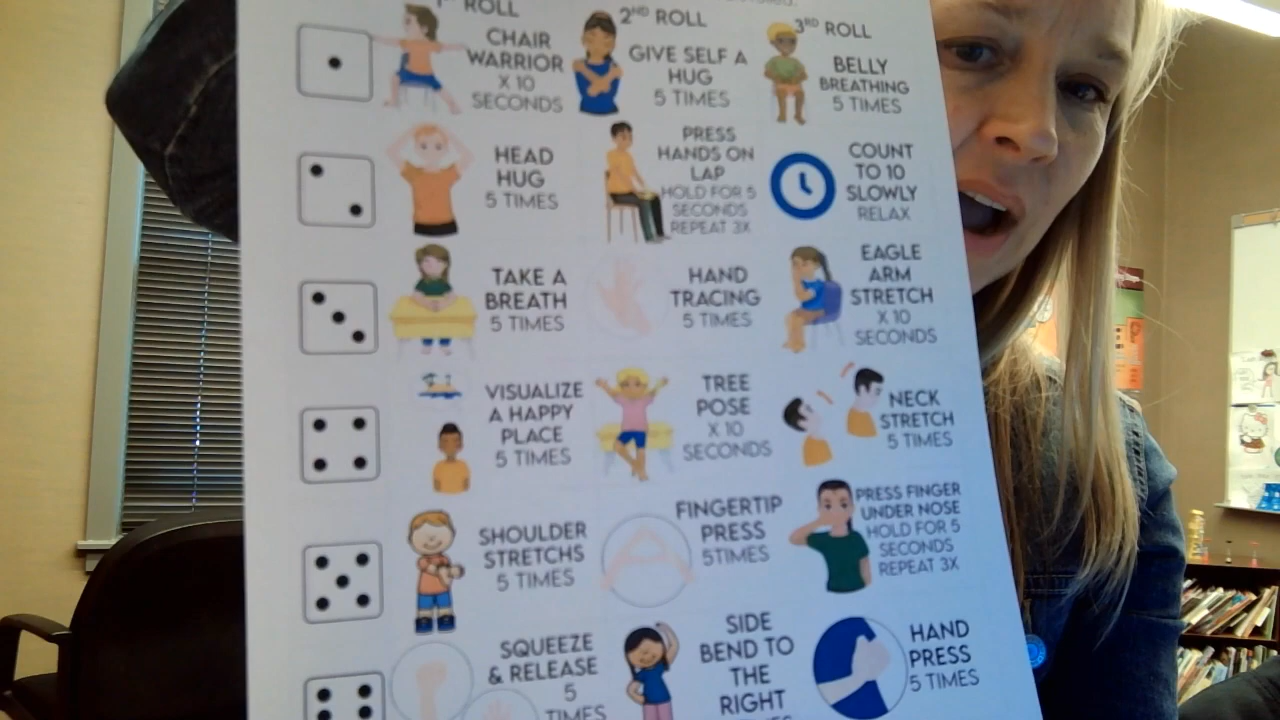 1ST ROLL
2ND ROLL
3RD ROLL
CHAIR
WARRIOR
X 10
SECONDS
GIVE SELF A
HUG
5 TIMES
BELLY
BREATHING
5 TIMES
HEAD
HUG
5 TIMES
PRESS
HANDS ON
LAP
HOLD FOR 5
SECONDS
REPEAT 3X
COUNT
TO 10
SLOWLY
RELAX
TAKE A
BREATH
5 TIMES
HAND
TRACING
5 TIMES
EAGLE
ARM
STRETCH
X 10
SECONDS
VISUALIZE
A HAPPY
PLACE
5 TIMES
TREE
POSE
X 10
SECONDS
NECK
STRETCH
5 TIMES
SHOULDER
STRETCHS
5 TIMES
FINGERTIP
PRESS
5TIMES
PRESS FINGER
UNDER NOSE
HOLD FOR 5
SECONDS
REPEAT 3X
SQUEEZE
& RELEASE
5
TIMES
SIDE
BEND TO
THE
RIGHT
HAND
PRESS
5 TIMES